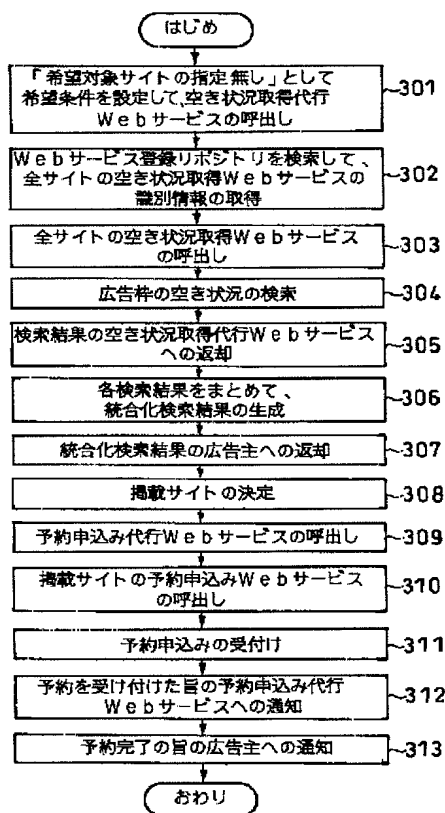 はじめ
「希望対象サイトの指定無し」として
希望条件を設定して、空き状況取得代行
Webサービスの呼出し
301
Webサービス登録リポジトリを検索して、
全サイトの空き状況取得Webサービスの
識別情報の取得
302
全サイトの空き状況取得Webサービス
の呼出し
303
広告枠の空き状況の検索
304
検索結果の空き状況取得代行Webサービス
への返却
305
各検索結果をまとめて、
統合化検索結果の生成
306
統合化検索結果の広告主への返却
307
掲載サイトの決定
308
予約申込み代行Webサービスの呼出し
309
掲載サイトの予約申込みWebサービス
の呼出し
310
予約申込みの受付け
311
予約を受け付けた旨の予約申込み代行
Webサービスへの通知
312
予約完了の旨の広告主への通知
313
おわり